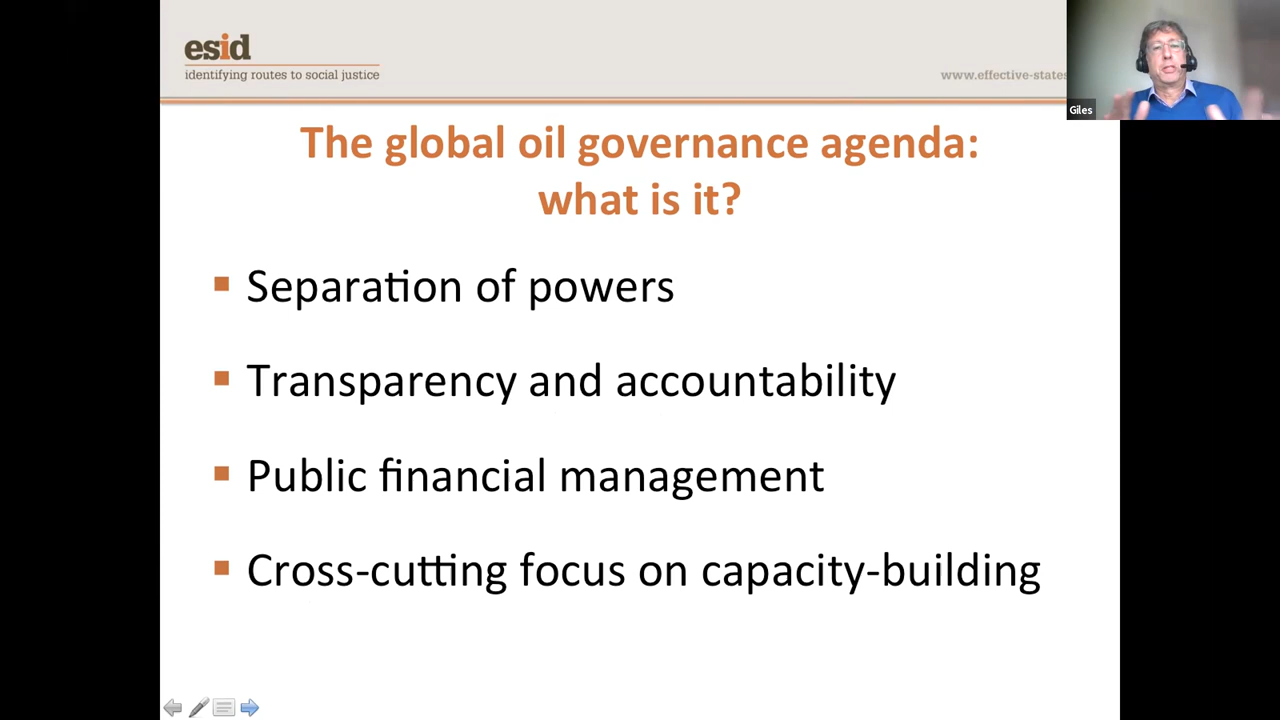 esid
identifying routes to social justice
www.effective-states
Giles
The global oil governance agenda:
what is it?
Separation of powers
Transparency and accountability
Public financial management
Cross-cutting focus on capacity-building